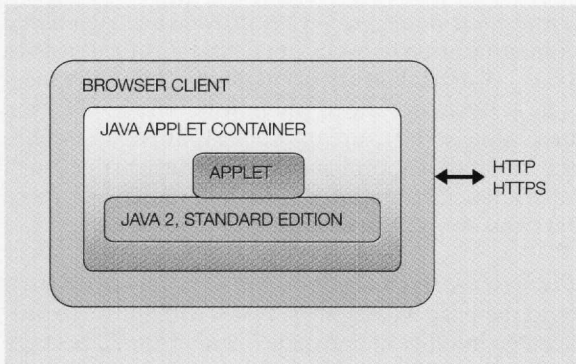 BROWSER CLIENT
JAVA APPLET CONTAINER
APPLET
JAVA 2, STANDARD EDITION
HTTP
HTTPS